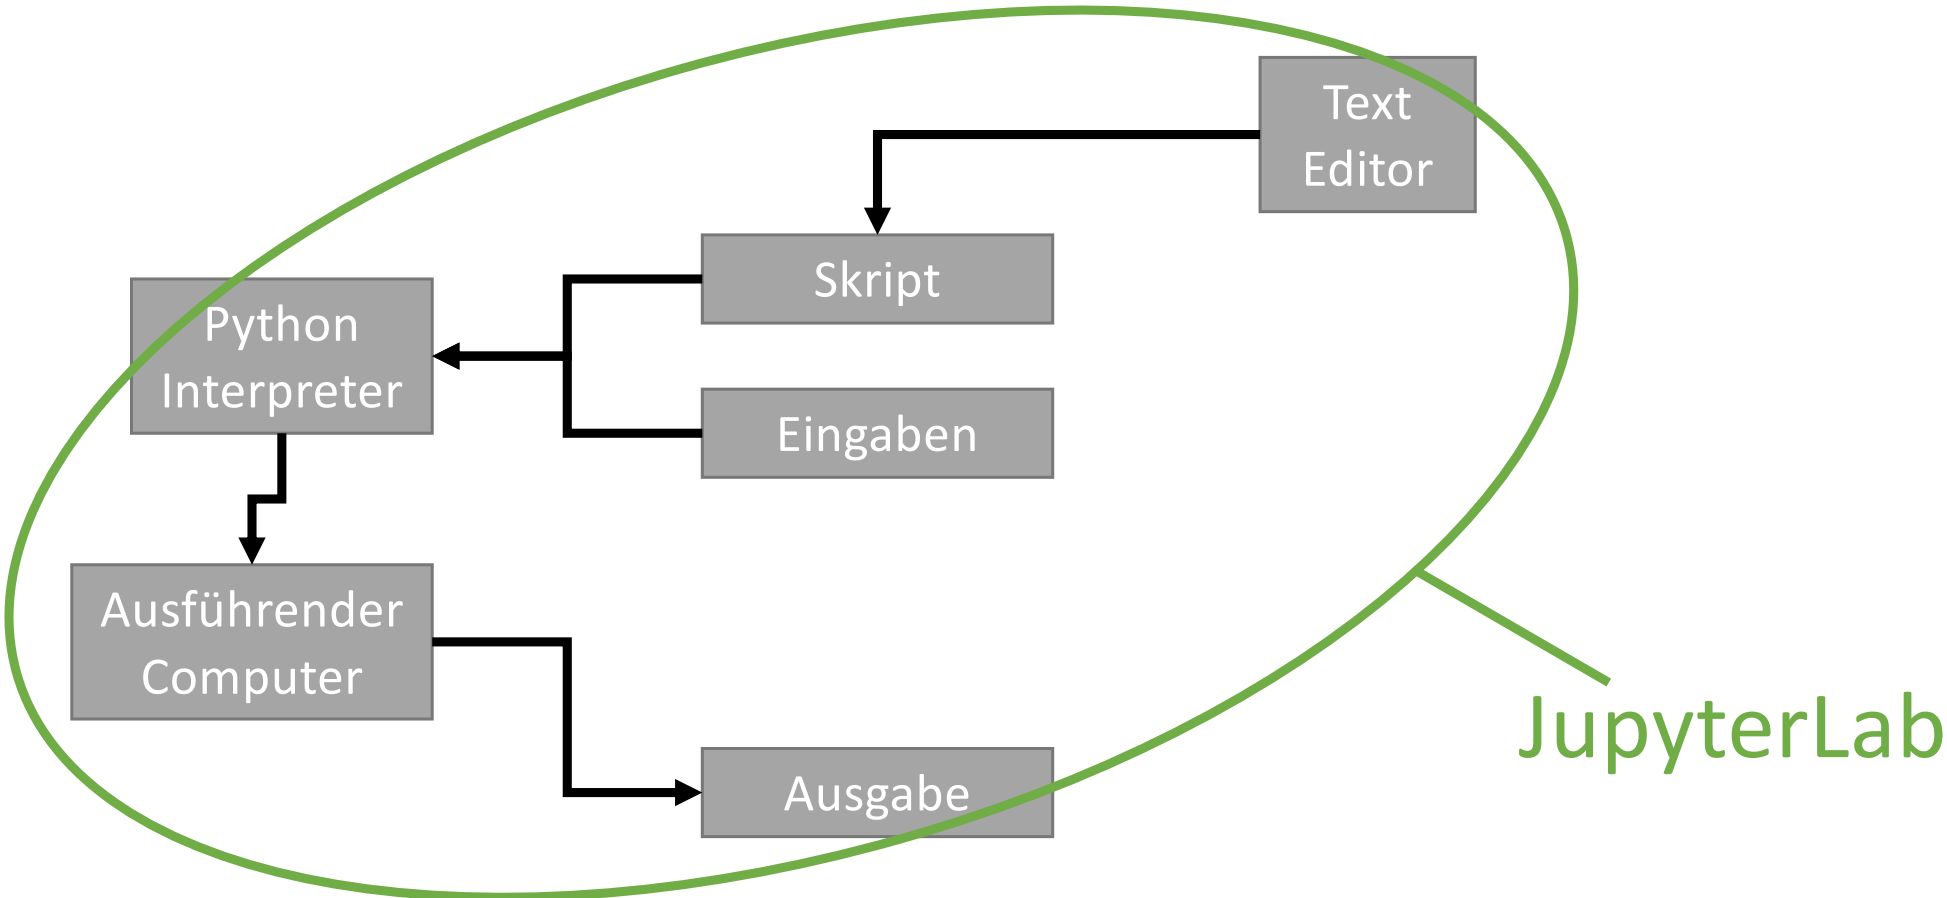 Text
Editor
Skript
Python
Interpreter
Eingaben
Ausführender
Computer
JupyterLab
Ausgabe